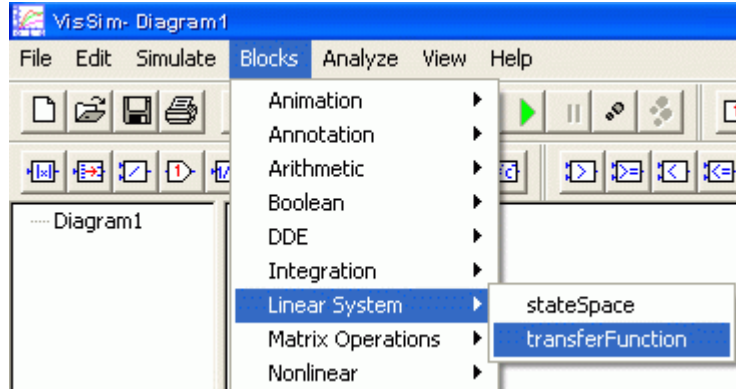 VisSim- Diagram1
File Edit Simulate Blocks Analyze View Help
Animation
Annotation
Arithmetic
Boolean
Diagram1
DDE
Integration
Linear System
stateSpace
Matrix Operations
transferFunction
Nonlinear